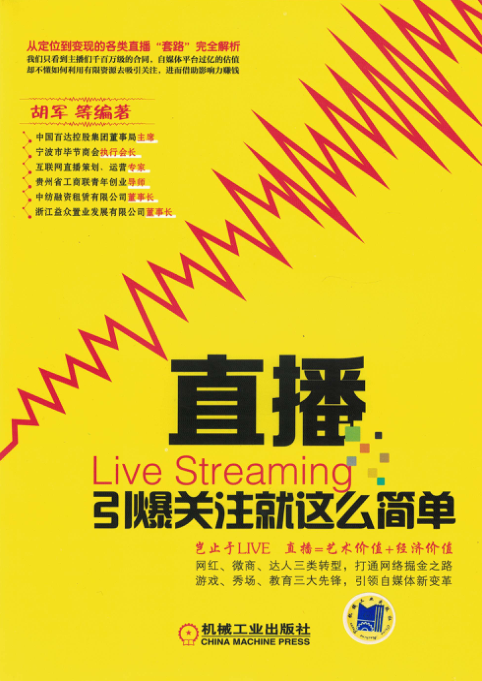 从定位到变现的各类直播“套路”完全解析
我们只看到主播们千百万级的合同，自媒体平台过亿的估值
却不懂如何利用有限资源去吸引关注，进而借助影响力赚钱
胡军 等编著
中国百达控股集团董事局主席
宁波市毕节商会执行会长
互联网直播策划、运营专家
贵州省工商联青年创业导师
中纺融资租赁有限公司董事长
浙江益众置业发展有限公司董事长
直播
Live Streaming
引爆关注就这么简单
岂止于LIVE 直播=艺术价值+经济价值
网红、微商、达人三类转型，打通网络掘金之路
游戏、秀场、教育三大先锋，引领自媒体新变革
机械工业出版社
CHINA MACHINE PRESS